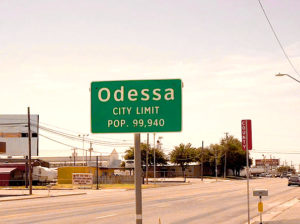 Odessa
CITY LIMIT
POP. 99,940